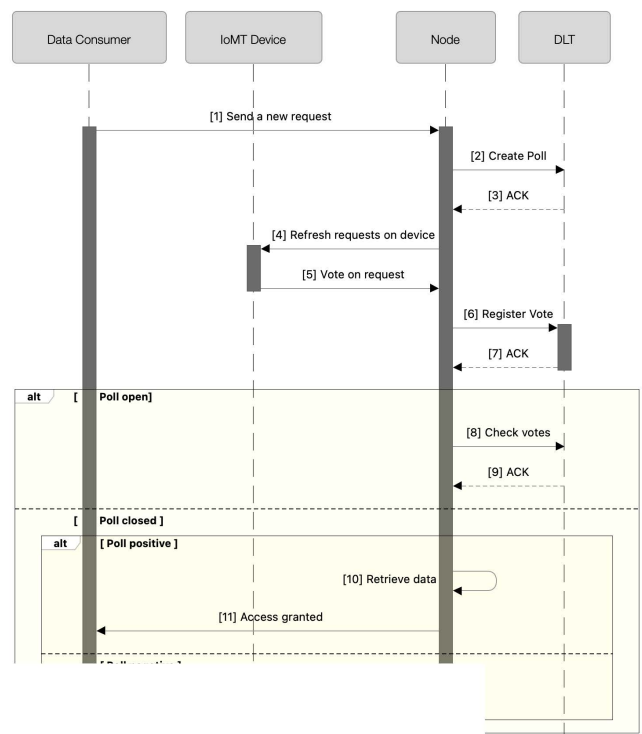 Data Consumer
IoMT Device
Node
DLT
[1] Send a new request
[2] Create Poll
[3] ACK
[4] Refresh requests on device
[5] Vote on request
[6] Register Vote
[7] ACK
alt [ Poll open]
[8] Check votes
[9] ACK
[ Poll closed ]
alt [ Poll positive ]
[10] Retrieve data
[11] Access granted